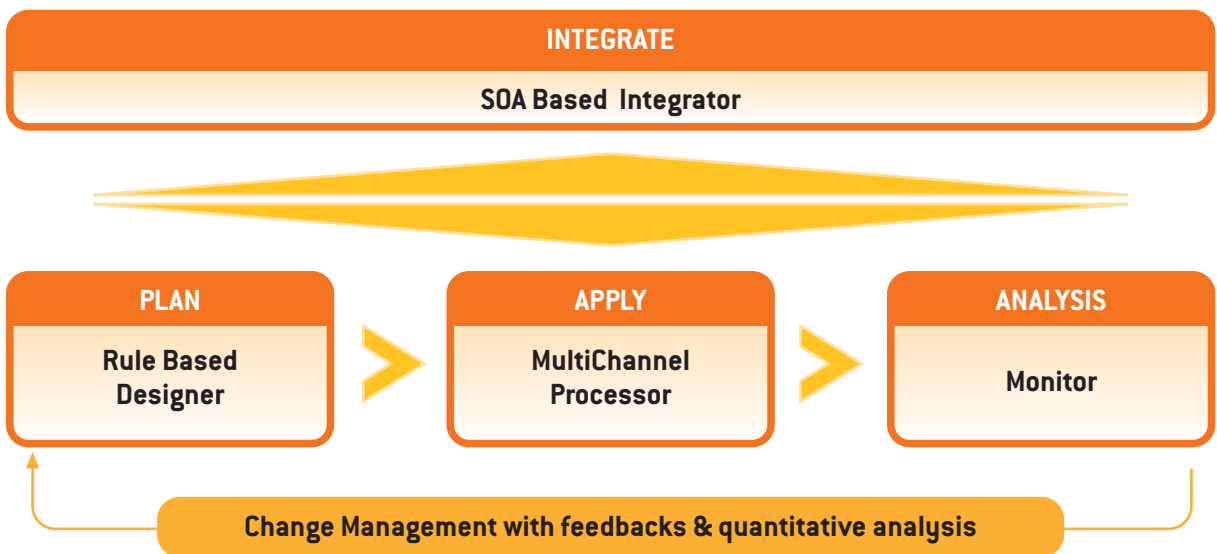 INTEGRATE
SOA Based Integrator
PLAN
Rule Based
Designer
APPLY
MultiChannel
Processor
ANALYSIS
Monitor
Change Management with feedbacks & quantitative analysis